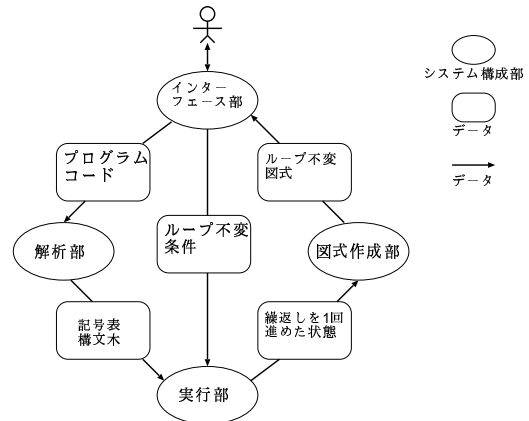 インター
フェース部
プログラム
コード
ループ不変
図式
ループ不変
条件
解析部
図式作成部
記号表
構文木
繰返しを1回
進めた状態
実行部
システム構成部
データ
データ